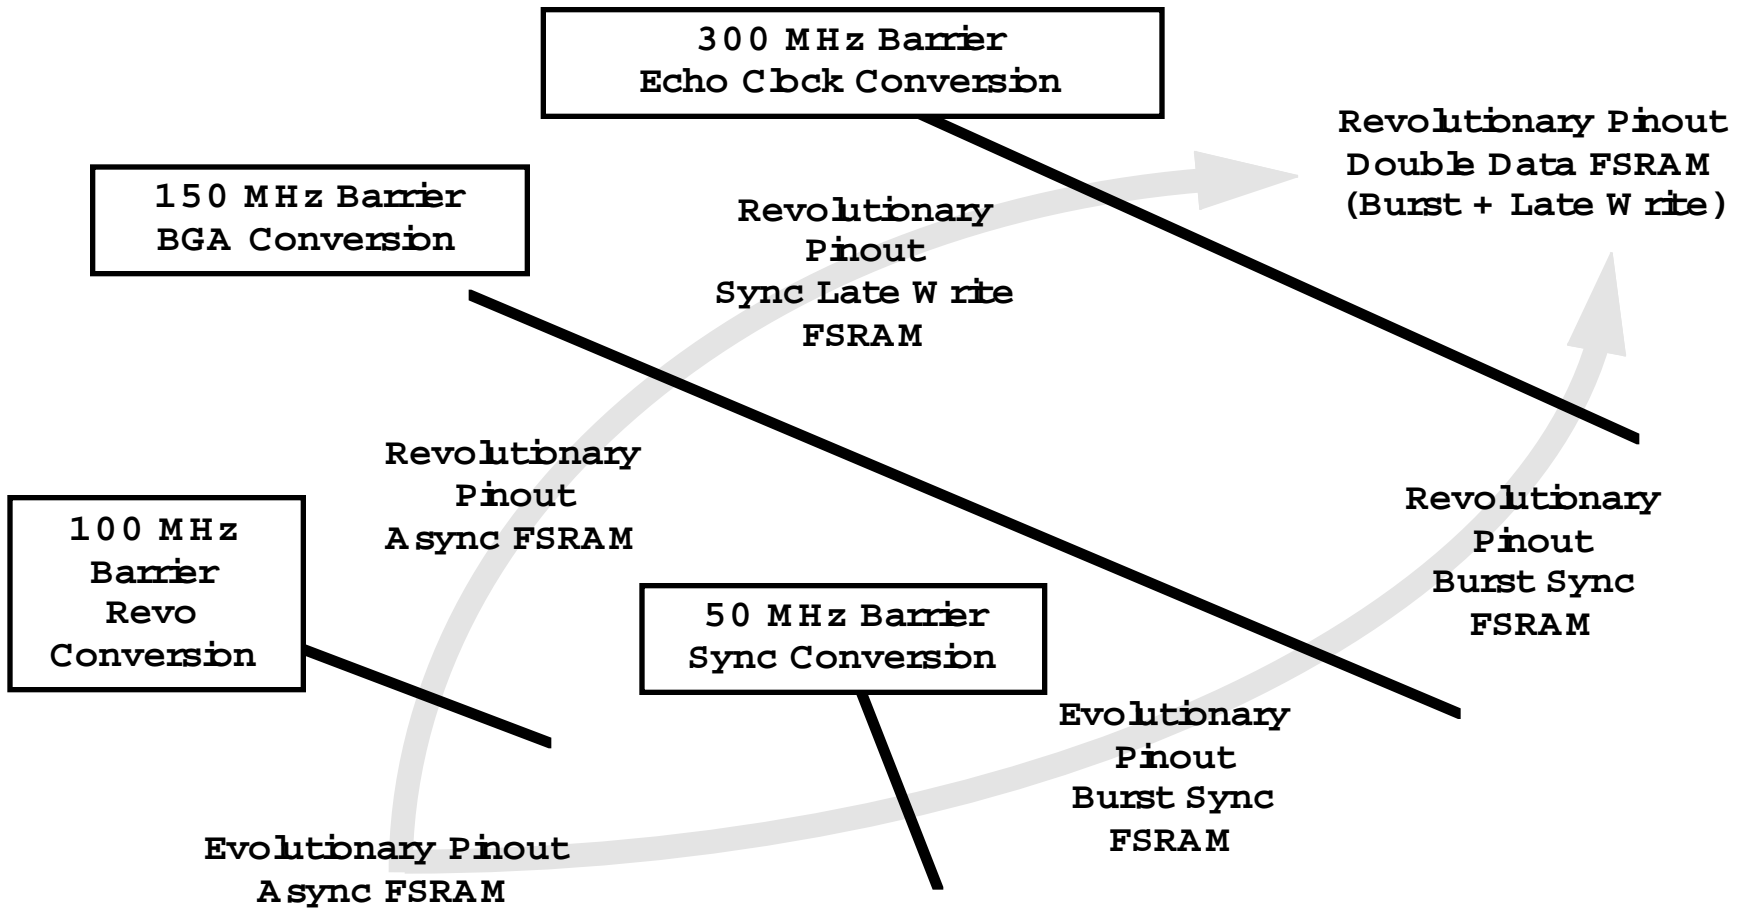 300 MHz Barrier
Echo Clock Conversion
Revolutionary Pinout
Double Data FSRAM
(Burst + Late Write)
150 MHz Barrier
BGA Conversion
Revolutionary
Pinout
Sync Late Write
FSRAM
Revolutionary
Pinout
Async FSRAM
100 MHz
Barrier
Revo
Conversion
Revolutionary
Pinout
Burst Sync
FSRAM
50 MHz Barrier
Sync Conversion
Evolutionary
Pinout
Burst Sync
FSRAM
Evolutionary Pinout
Async FSRAM